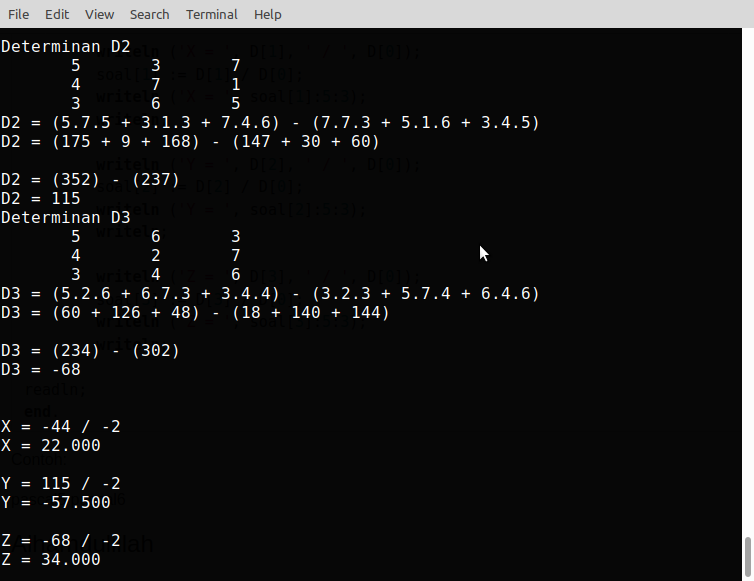 File Edit View Search Terminal Help
Determinan D2
5 3 7
4 7 1
3 6 5
D2 = (5.7.5 + 3.1.3 + 7.4.6) - (7.7.3 + 5.1.6 + 3.4.5)
D2 = (175 + 9 + 168) - (147 + 30 + 60)
D2 = (352) - (237)
D2 = 115
Determinan D3
5 6 3
4 2 7
3 4 6
D3 = (5.2.6 + 6.7.3 + 3.4.4) - (3.2.3 + 5.7.4 + 6.4.6)
D3 = (60 + 126 + 48) - (18 + 140 + 144)
D3 = (234) - (302)
D3 = -68
readln;
end
X = -44 / -2
X = 22.000
Y = 115 / -2
Y = -57.500
Z = -68 / -2
Z = 34.000